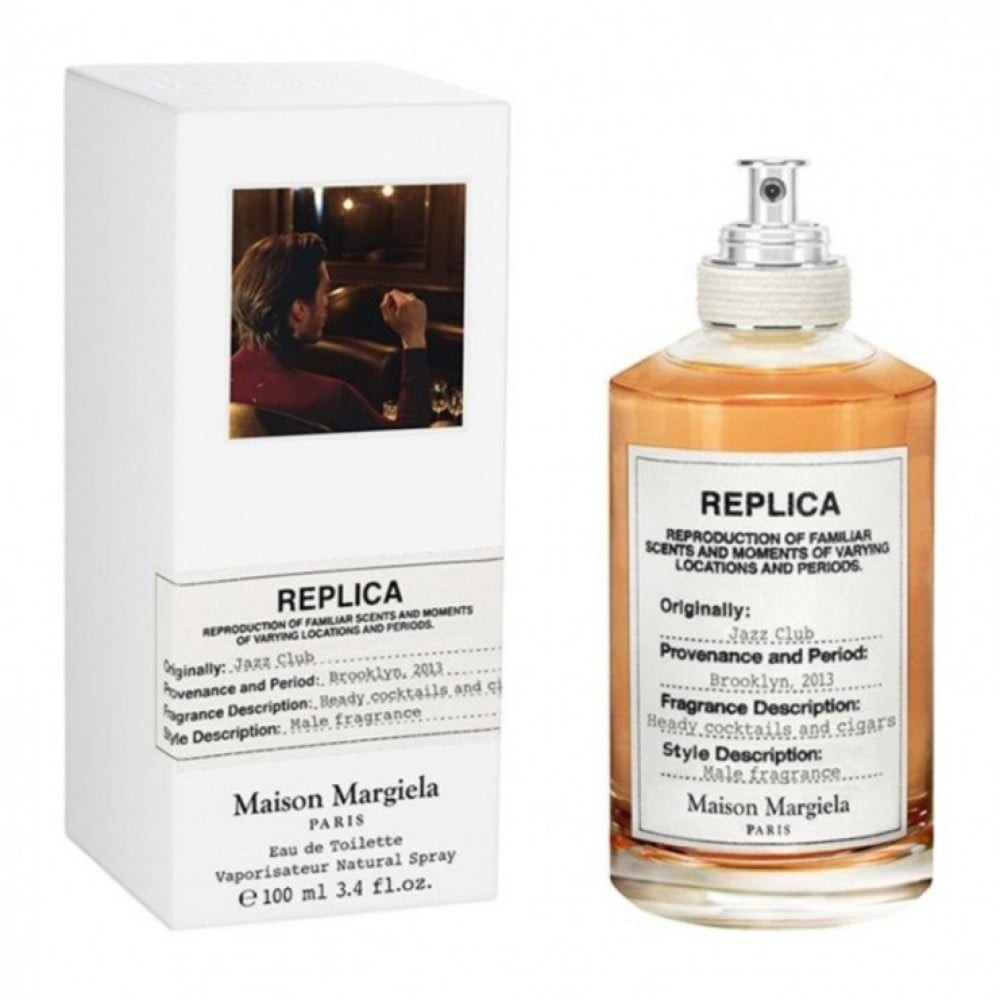 REPLICA
REPRODUCTION OF FAMILIAR SCENTS AND MOMENTS
OF VARYING LOCATIONS AND PERIODS.
Originally: Jazz Club
Provenance and Period: Brooklyn, 2013
Fragrance Description: Heady cocktails and ci
Style Description: Male fragrance
Maison Margiela
PARIS
Eau de Toilette
Vaporisateur Natural Spray
℮ 100 ml 3.4 fl.oz.
REPLICA
REPRODUCTION OF FAMILIAR
SCENTS AND MOMENTS OF VARYING
LOCATIONS AND PERIODS.
Originally:
Jazz Club
Provenance and Period:
Brooklyn, 2013
Fragrance Description:
Heady cocktails and cigars
Style Description:
Male fragrance
Maison Margiela
PARIS